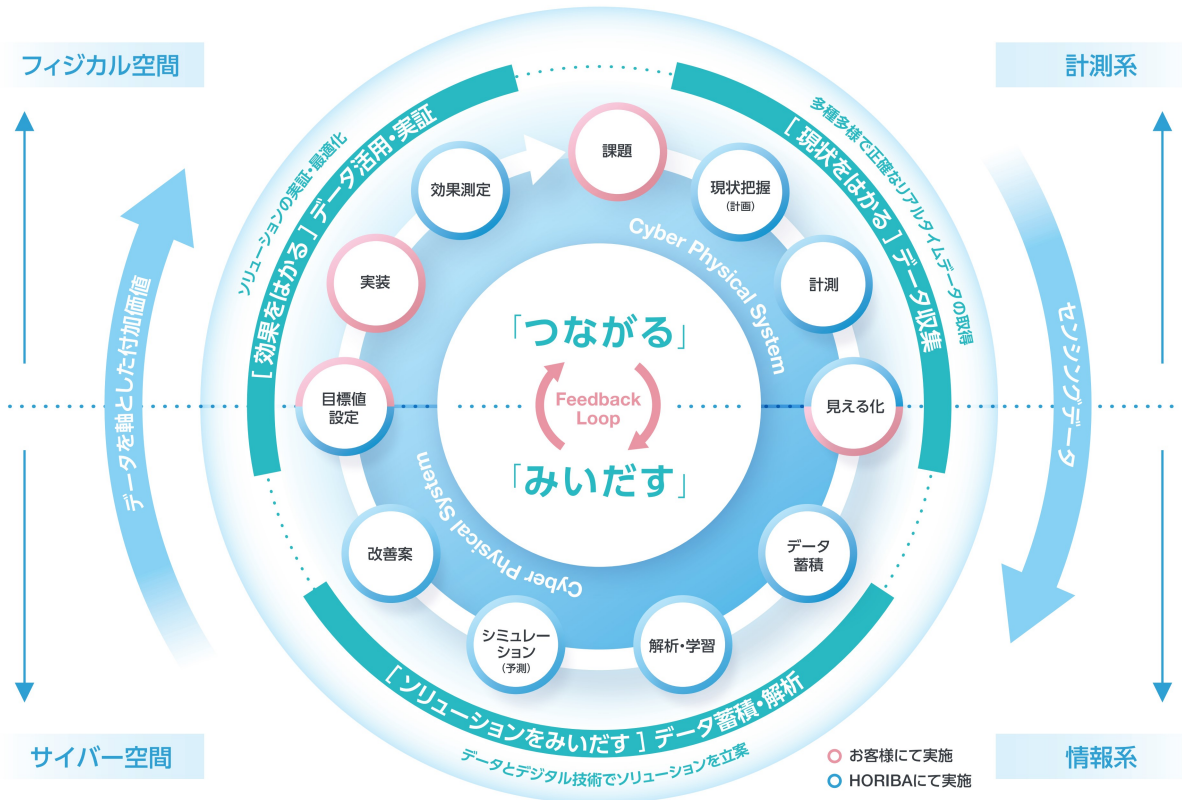 フィジカル空間
計測系
ソリューションの実証・最適化
[ 効果をはかる ] データ活用・実証
多種多様で正確なリアルタイムデータの取得
[ 現状をはかる ] データ収集
課題
現状把握
(計画)
計測
見える化
データ
蓄積
解析・学習
シミュレー
ション
(予測)
改善案
目標値
設定
実装
効果測定
Cyber Physical System
「つながる」
Feedback
Loop
「みいだす」
Cyber Physical System
データを軸とした付加価値
センシングデータ
[ ソリューションをみいだす ] データ蓄積・解析
データとデジタル技術でソリューションを立案
サイバー空間
情報系
お客様にて実施
HORIBAにて実施